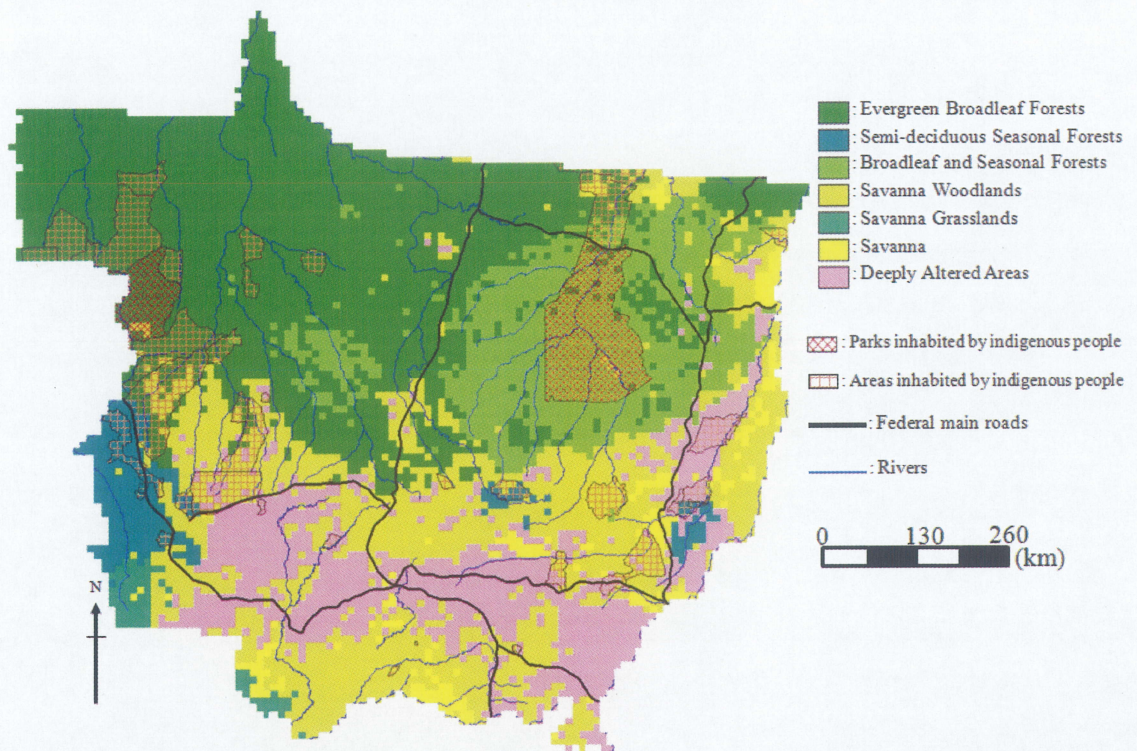 : Evergreen Broadleaf Forests
: Semi-deciduous Seasonal Forests
: Broadleaf and Seasonal Forests
: Savanna Woodlands
: Savanna Grasslands
: Savanna
: Deeply Altered Areas
: Parks inhabited by indigenous people
: Areas inhabited by indigenous people
: Federal main roads
: Rivers
0 130 260
(km)
N